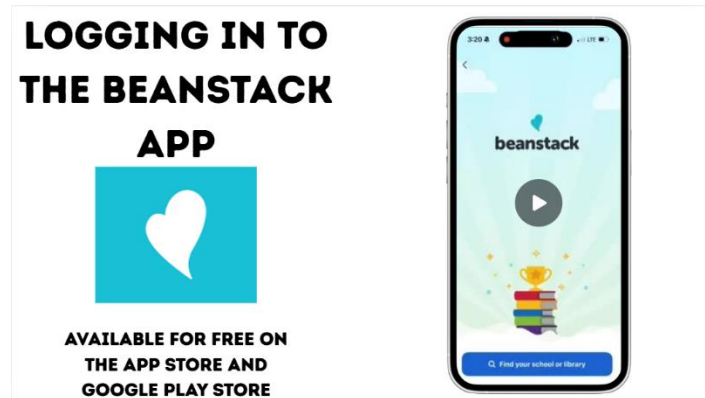 LOGGING IN TO
THE BEANSTACK
APP
AVAILABLE FOR FREE ON
THE APP STORE AND
GOOGLE PLAY STORE
3:20
LTE
beanstack
Find your school or library